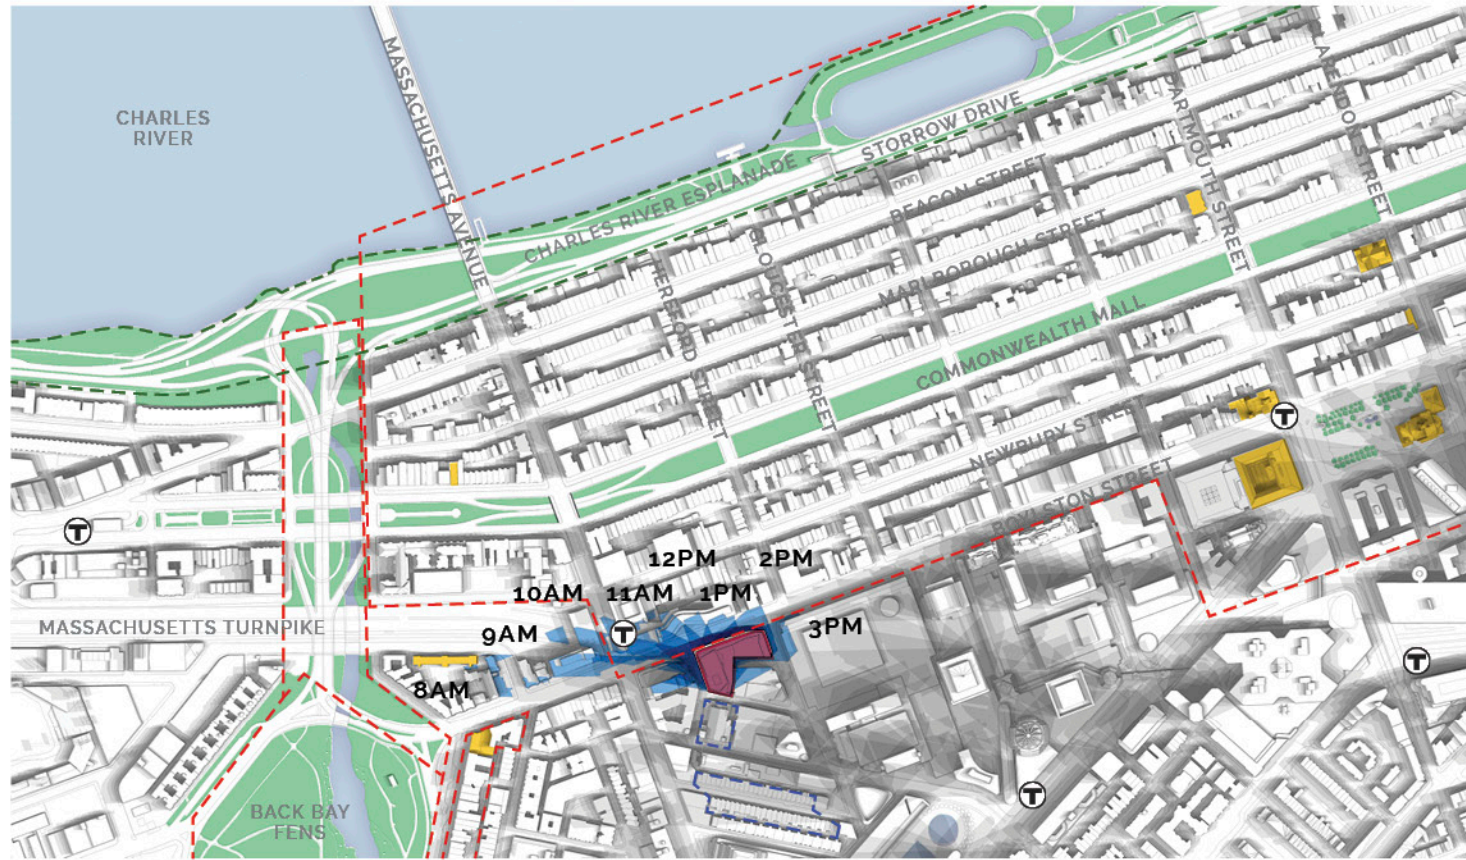 CHARLES
RIVER
MASSACHUSETTS AVENUE
CHARLES RIVER ESPLANADE
STORROW DRIVE
BEACON STREET
MARLBOROUGH STREET
DARTMOUTH STREET
ARENDON STREET
HEREFORD STREET
GLOUCESTER STREET
COMMONWEALTH MALL
NEWBURY STREET
BOYLSTON STREET
T
T
12PM
2PM
10AM
11AM
1PM
MASSACHUSETTS TURNPIKE
9AM
T
3PM
8AM
T
T
BACK BAY
FENS